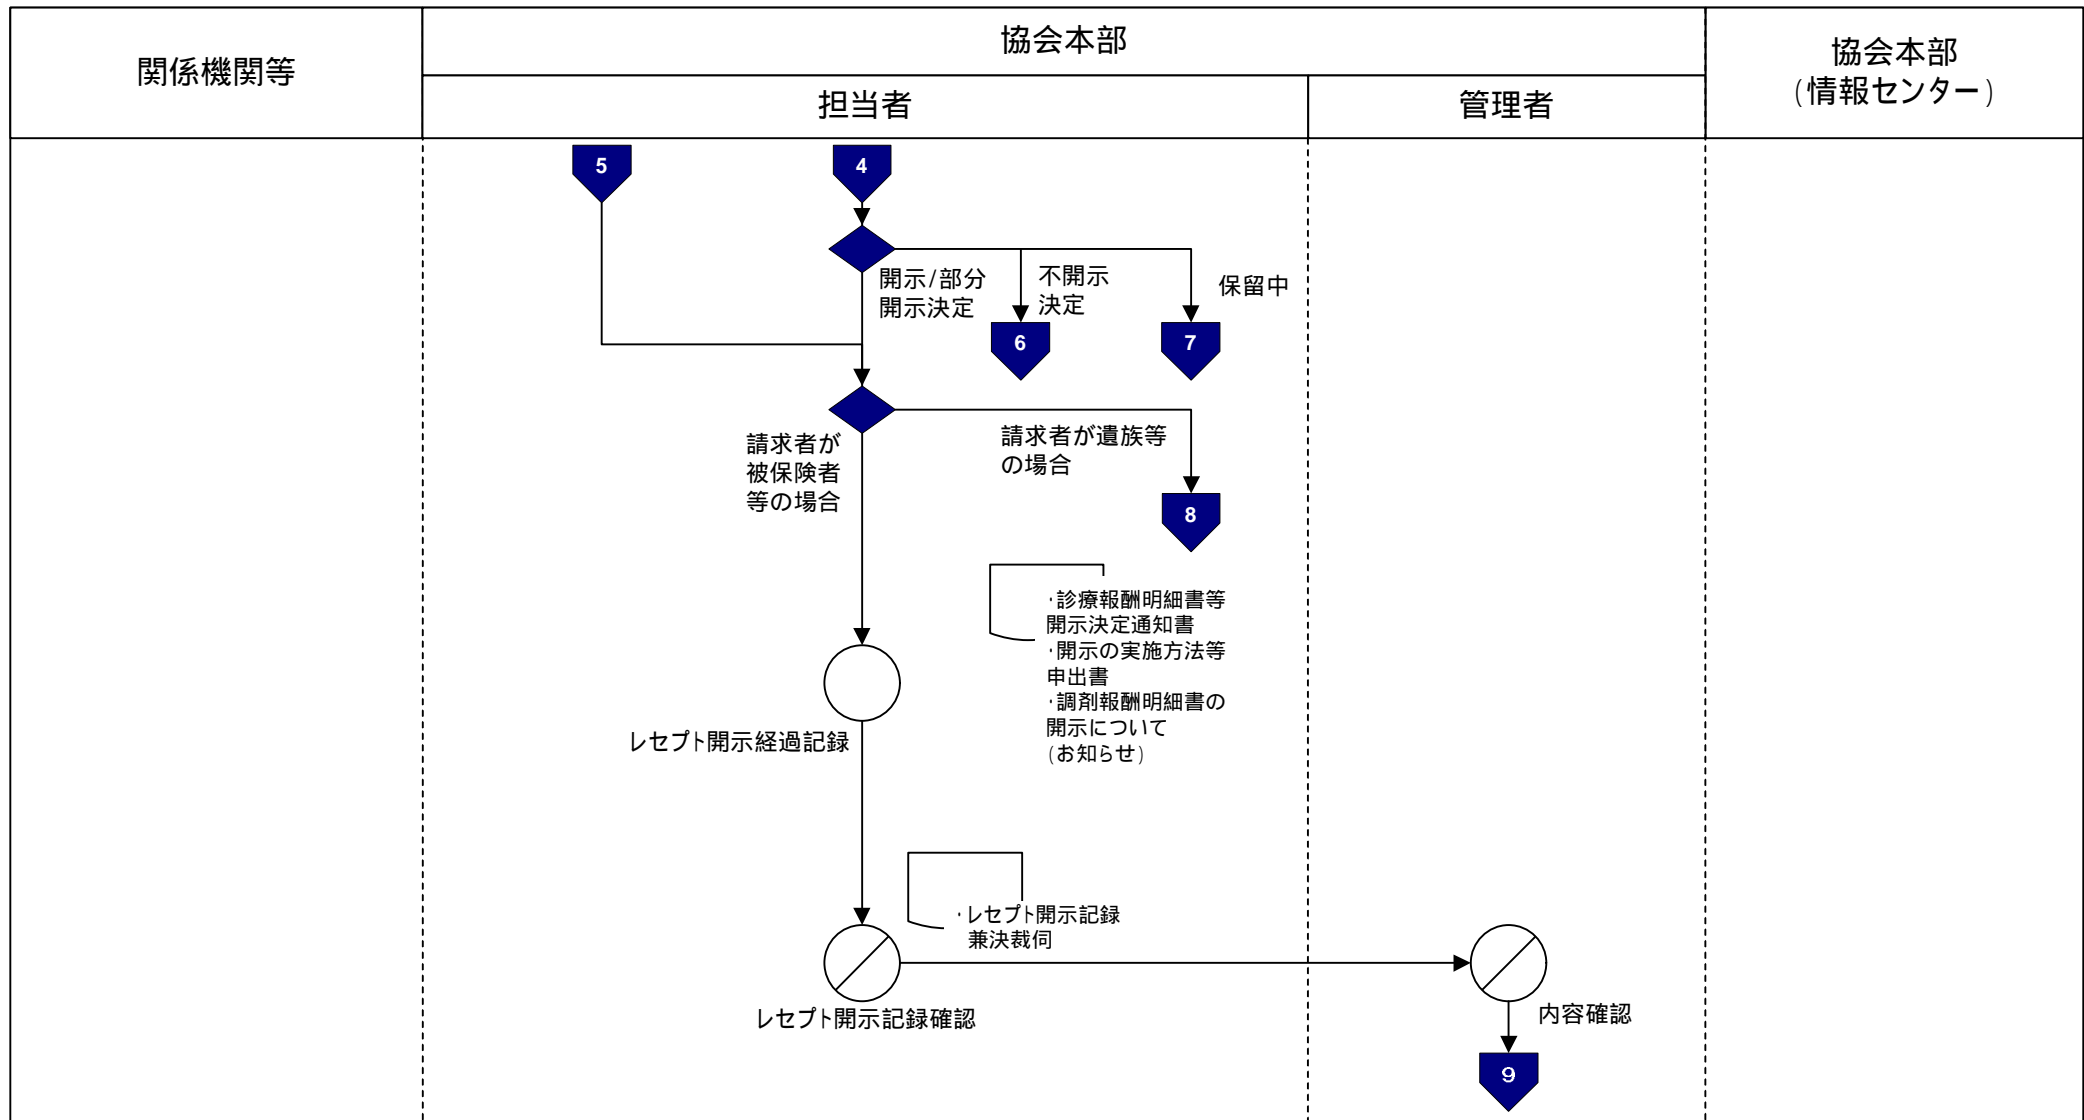 関係機関等
協会本部
担当者
管理者
協会本部
(情報センター)
5
4
開示/部分
開示決定
不開示
決定
保留中
6
7
請求者が
被保険者
等の場合
請求者が遺族等
の場合
8
・診療報酬明細書等
開示決定通知書
・開示の実施方法等
申出書
・調剤報酬明細書の
開示について
(お知らせ)
レセプト開示経過記録
・レセプト開示記録
兼決裁伺
レセプト開示記録確認
内容確認
9